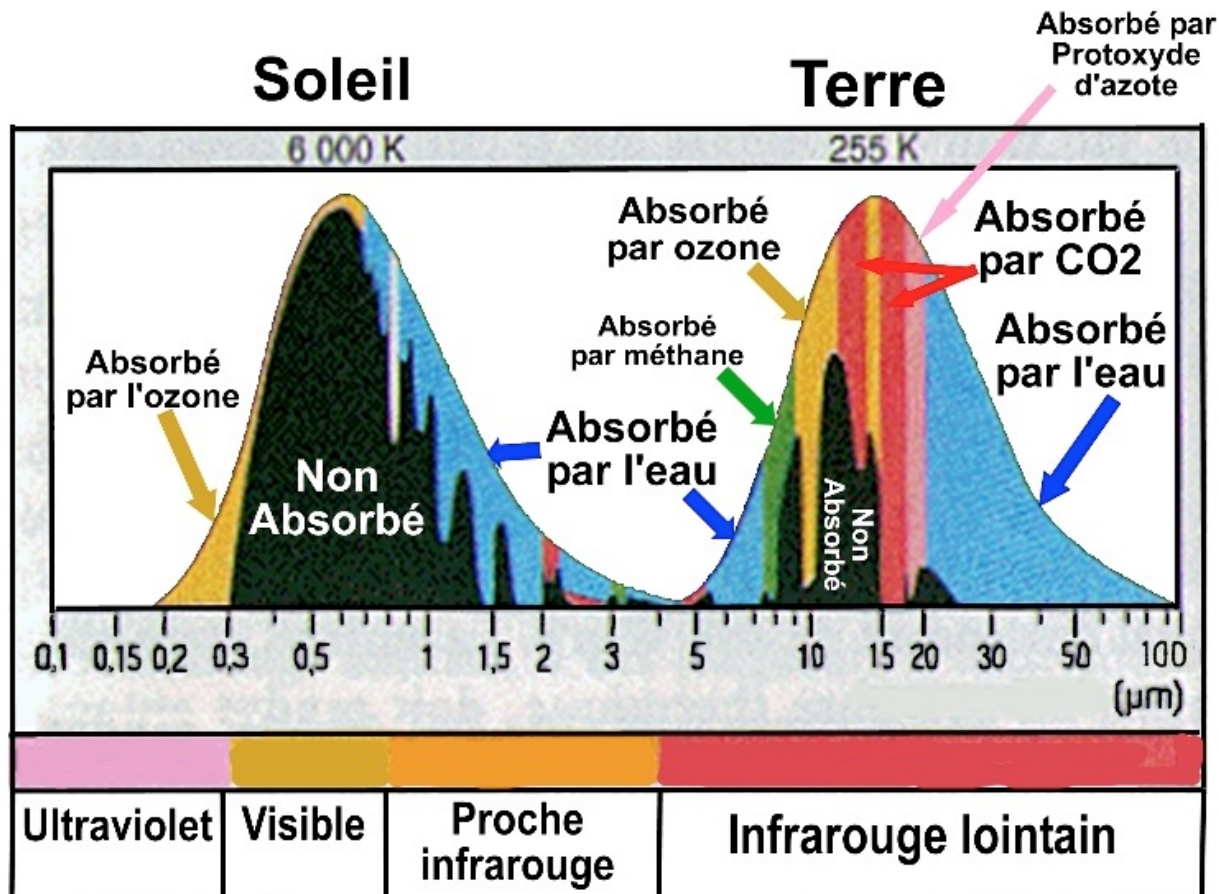 Absorbé par
Protoxyde
d'azote
Soleil
Terre
6 000 K
255 K
Absorbé
par ozone
Absorbé
par CO2
Absorbé
par méthane
Absorbé
par l'eau
Absorbé
par l'ozone
Absorbé
par l'eau
Non
Absorbé
Non
Absorbé
0,1 0,15 0,2 0,3 0,5 1 1,5 2 3 5 10 15 20 30 50 100
(µm)
Ultraviolet
Visible
Proche
infrarouge
Infrarouge lointain